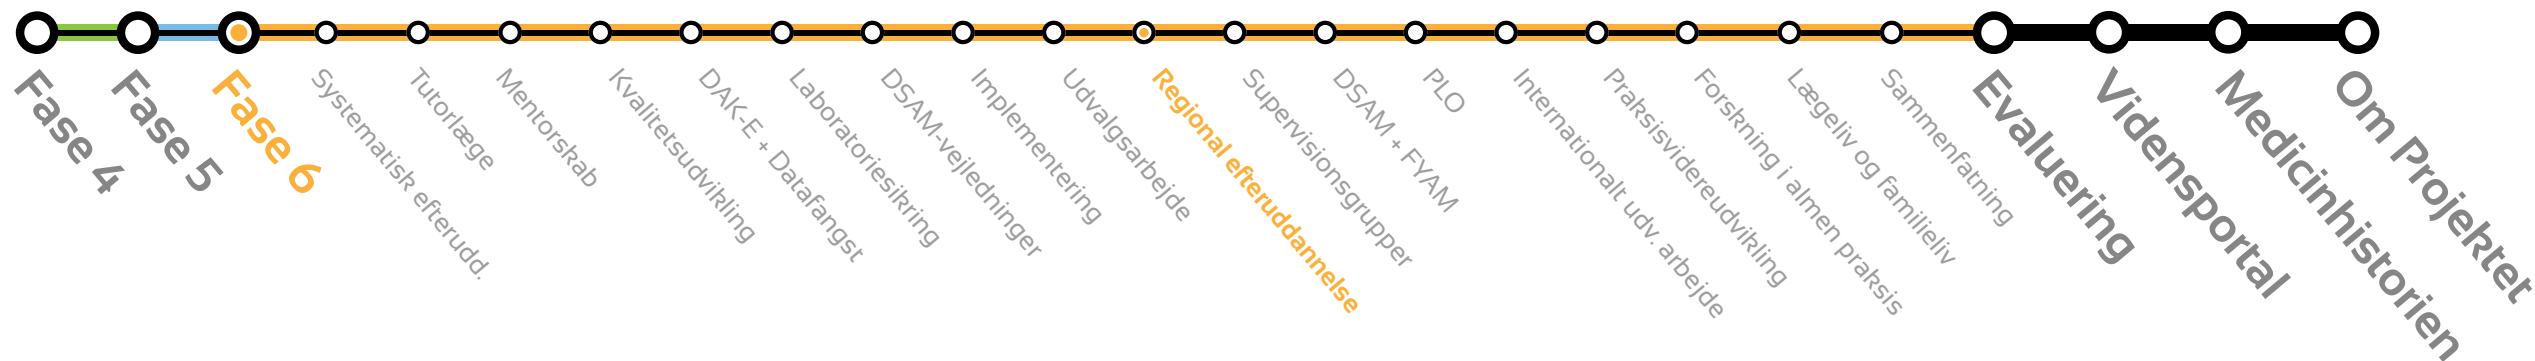 Fase 4
Fase 5
Fase 6
Systematisk efterudd.
Tutorlæge
Mentorskab
Kvalitetsudvikling
DAK-E + Datafangst
Laboratoriesikring
DSAM-vejledninger
Implementering
Udvalgsarbejde
Regional efteruddannelse
Supervisionsgrupper
DSAM + FYAM
PLO
Internationalt udv. arbejde
Praksisvidereudvikling
Forskning i almen praksis
Lægeliv og familieliv
Sammenfatning
Evaluering
Vidensportal
Medicinhistorien
Om Projektet